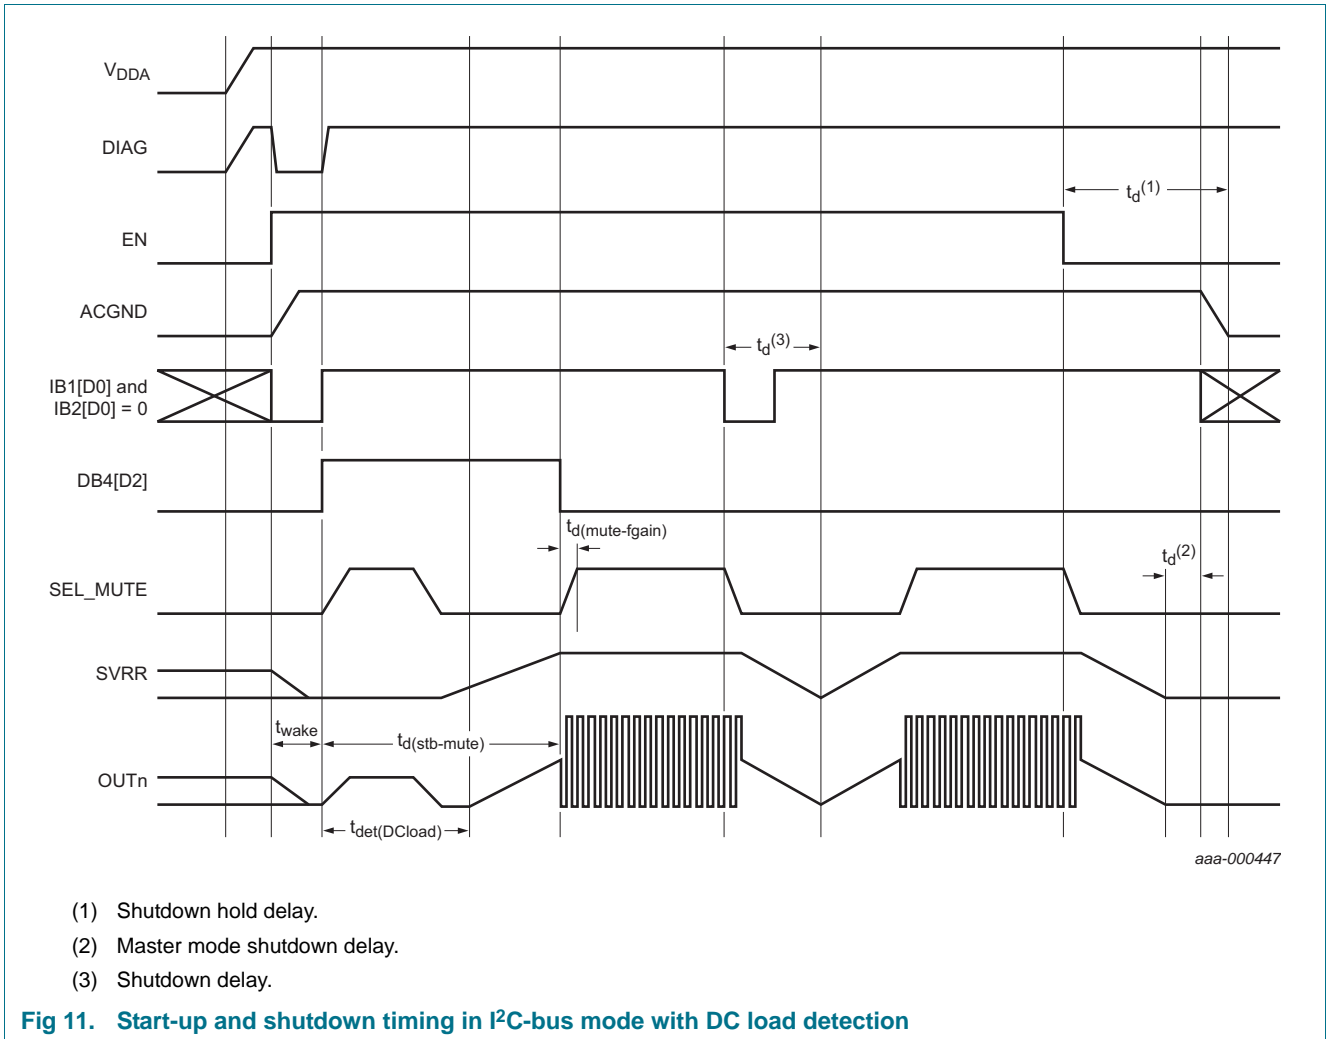 VDDA
DIAG
td(1)
EN
ACGND
td(3)
IB1[D0] and
IB2[D0] = 0
DB4[D2]
td(mute-fgain)
td(2)
SEL_MUTE
SVRR
twake
td(stb-mute)
OUTn
tdet(DCload)
aaa-000447
(1) Shutdown hold delay.
(2) Master mode shutdown delay.
(3) Shutdown delay.
Fig 11. Start-up and shutdown timing in I2C-bus mode with DC load detection